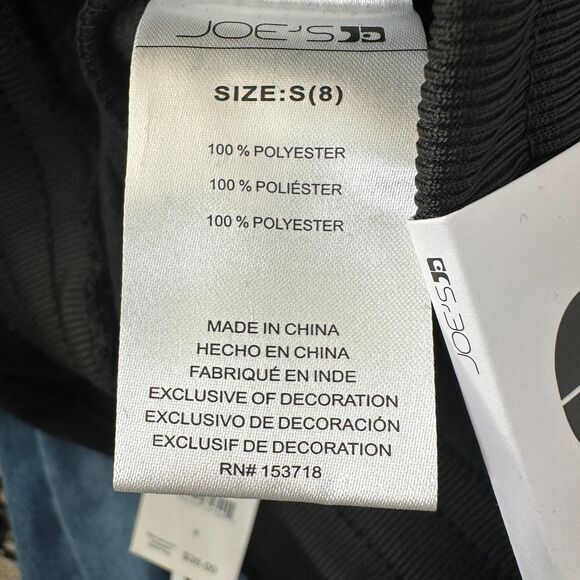 JOE'S
SIZE:S(8)
100 % POLYESTER
100 % POLIÉSTER
100 % POLYESTER
MADE IN CHINA
HECHO EN CHINA
FABRIQUÉ EN INDE
EXCLUSIVE OF DECORATION
EXCLUSIVO DE DECORACIÓN
EXCLUSIF DE DECORATION
RN# 153718
JOE'S